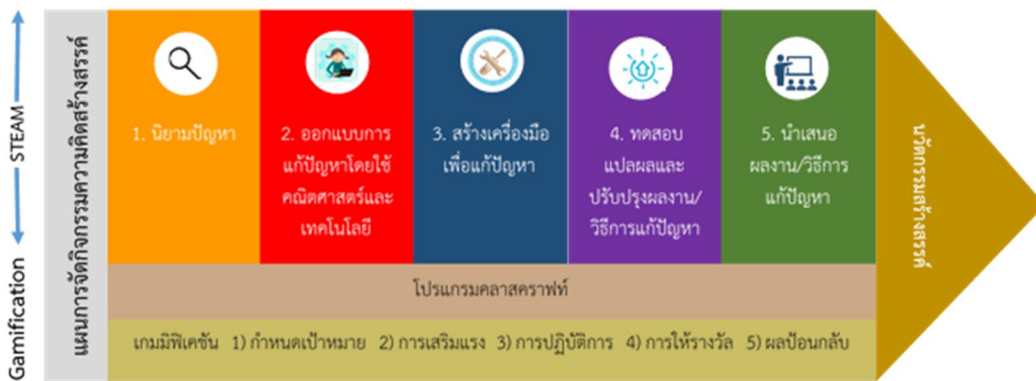 STEAM
Gamification
แผนการจัดกิจกรรมความคิดสร้างสรรค์
1. นิยามปัญหา
2. ออกแบบการ
แก้ปัญหาโดยใช้
คณิตศาสตร์และ
เทคโนโลยี
3. สร้างเครื่องมือ
เพื่อแก้ปัญหา
4. ทดสอบ
แปลผลและ
ปรับปรุงผลงาน/
วิธีการแก้ปัญหา
5. นำเสนอ
ผลงาน/วิธีการ
แก้ปัญหา
นวัตกรรมสร้างสรรค์
โปรแกรมคลาสคราฟท์
เกมมิฟิเคชัน 1) กำหนดเป้าหมาย 2) การเสริมแรง 3) การปฏิบัติการ 4) การให้รางวัล 5) ผลป้อนกลับ